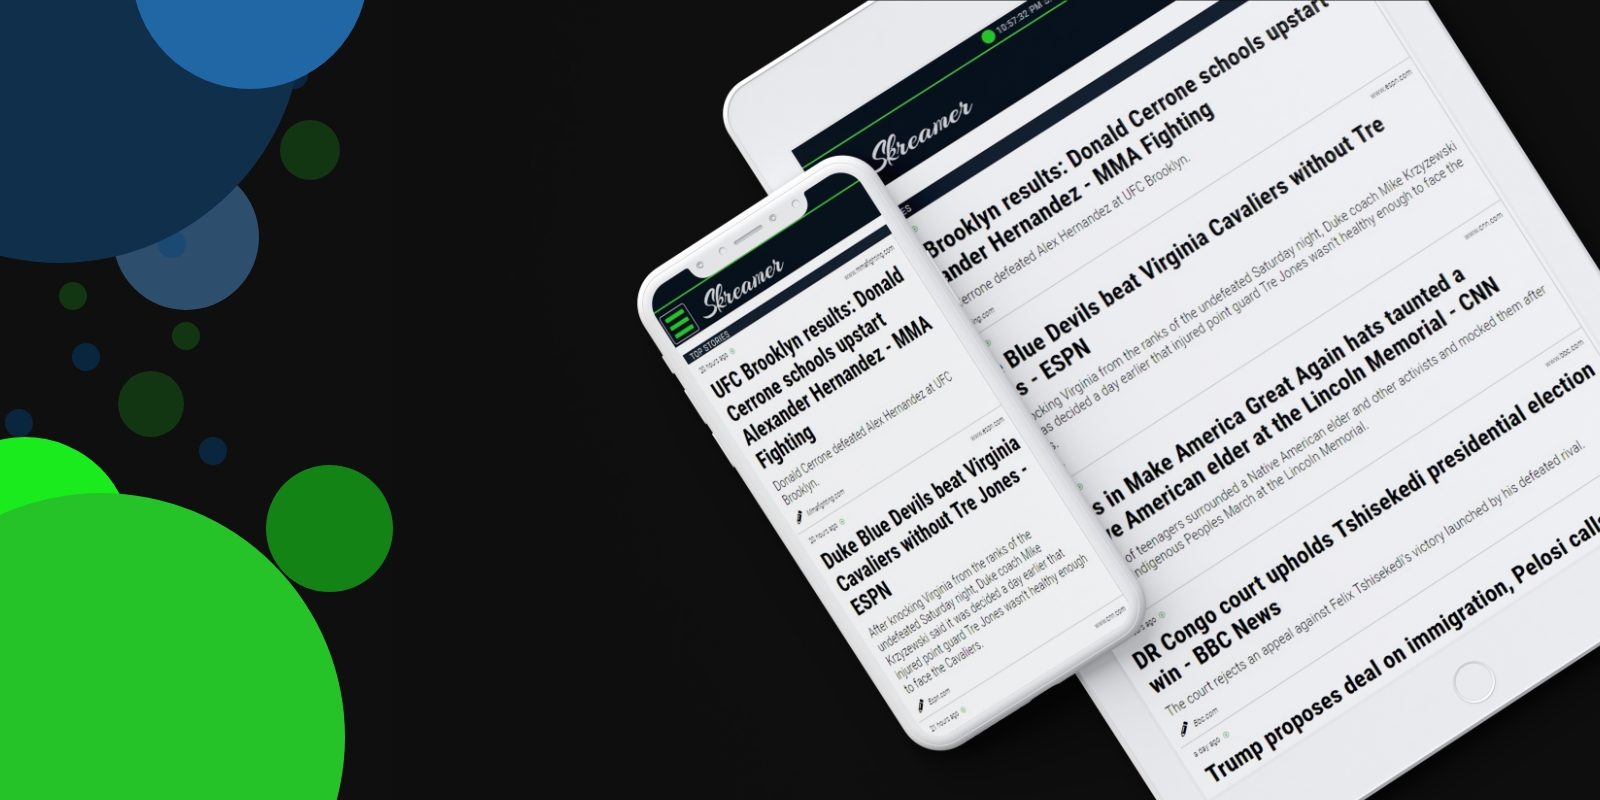 Skreamer
TOP STORIES
20 hours ago
www.mmafighting.com
UFC Brooklyn results: Donald
Cerrone schools upstart
Alexander Hernandez - MMA
Fighting
Donald Cerrone defeated Alex Hernandez at UFC
Brooklyn.
Mmafighting.com
20 hours ago
www.espn.com
Duke Blue Devils beat Virginia
Cavaliers without Tre Jones -
ESPN
After knocking Virginia from the ranks of the
undefeated Saturday night, Duke coach Mike
Krzyzewski said it was decided a day earlier that
injured point guard Tre Jones wasn't healthy enough
to face the Cavaliers.
Espn.com
21 hours ago
www.cnn.com
10:57:32 PM
Skreamer
Brooklyn results: Donald Cerrone schools upstart
ander Hernandez - MMA Fighting
errone defeated Alex Hernandez at UFC Brooklyn.
www.espn.com
Blue Devils beat Virginia Cavaliers without Tre
s - ESPN
ocking Virginia from the ranks of the undefeated Saturday night, Duke coach Mike Krzyzewski
as decided a day earlier that injured point guard Tre Jones wasn't healthy enough to face the
s.
www.cnn.com
s in Make America Great Again hats taunted a
ve American elder at the Lincoln Memorial - CNN
of teenagers surrounded a Native American elder and other activists and mocked them after
ndigenous Peoples March at the Lincoln Memorial.
www.bbc.com
DR Congo court upholds Tshisekedi presidential election
win - BBC News
The court rejects an appeal against Felix Tshisekedi's victory launched by his defeated rival.
Bbc.com
a day ago
Trump proposes deal on immigration, Pelosi calls